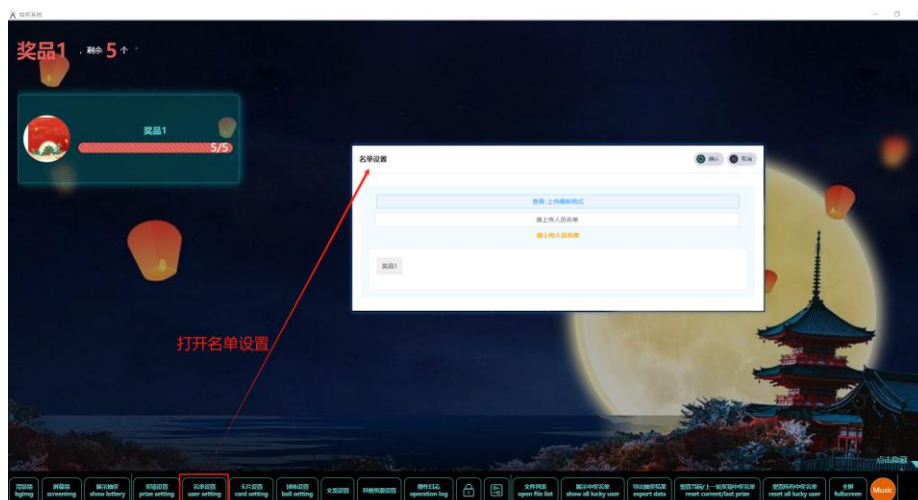 抽奖系统
奖品1 ，剩余 5 个
奖品1
5/5
名单设置
确认
取消
查看-上传模板格式
请上传人员名单
请上传人员名单
奖品1
打开名单设置
点击隐藏
背景墙 bgimg
屏幕墙 screenimg
展示抽奖 show lottery
奖项设置 prize setting
名单设置 user setting
卡片设置 card setting
球体设置 ball setting
文案设置
操作日志 operation log
文件列表 open file list
展示中奖名单 show all lucky user
导出抽奖结果 export data
重置当前/上一轮奖项中奖名单 reset current/last prize
重置所有中奖名单 reset all lucky user
全屏 fullscreen
Music